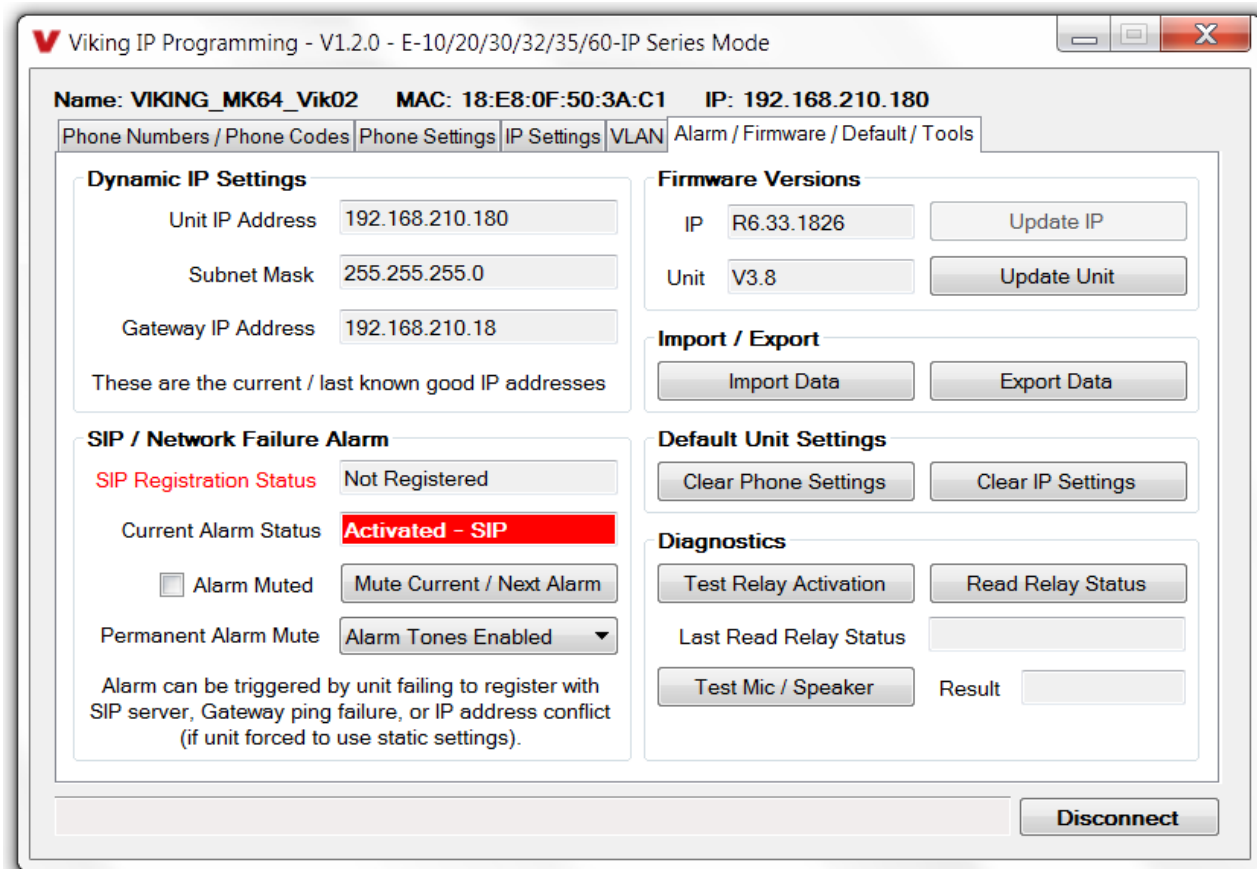 Viking IP Programming - V1.2.0 - E-10/20/30/32/35/60-IP Series Mode
Name: VIKING_MK64_Vik02 MAC: 18:E8:0F:50:3A:C1 IP: 192.168.210.180
Phone Numbers / Phone Codes Phone Settings IP Settings VLAN Alarm / Firmware / Default / Tools
Dynamic IP Settings
Unit IP Address 192.168.210.180
Subnet Mask 255.255.255.0
Gateway IP Address 192.168.210.18
These are the current / last known good IP addresses
SIP / Network Failure Alarm
SIP Registration Status Not Registered
Current Alarm Status Activated - SIP
Alarm Muted Mute Current / Next Alarm
Permanent Alarm Mute Alarm Tones Enabled
Alarm can be triggered by unit failing to register with
SIP server, Gateway ping failure, or IP address conflict
(if unit forced to use static settings).
Firmware Versions
IP R6.33.1826 Update IP
Unit V3.8 Update Unit
Import / Export
Import Data Export Data
Default Unit Settings
Clear Phone Settings Clear IP Settings
Diagnostics
Test Relay Activation Read Relay Status
Last Read Relay Status
Test Mic / Speaker Result
Disconnect